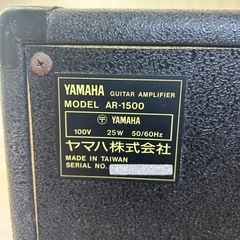 YAMAHA GUITAR AMPLIFIER
MODEL AR-1500
〒 YAMAHA
100V 25W 50/60Hz
ヤマハ株式会社
MADE IN TAIWAN
SERIAL NO.